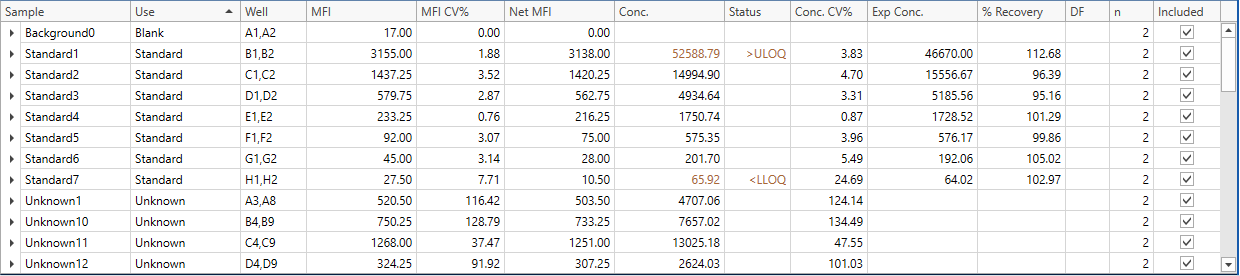 Sample Use Well MFI MFI CV% Net MFI Conc. Status Conc. CV% Exp Conc. % Recovery DF n Included
Background0 Blank A1,A2 17.00 0.00 0.00 2
Standard1 Standard B1,B2 3155.00 1.88 3138.00 52588.79 >ULOQ 3.83 46670.00 112.68 2
Standard2 Standard C1,C2 1437.25 3.52 1420.25 14994.90 4.70 15556.67 96.39 2
Standard3 Standard D1,D2 579.75 2.87 562.75 4934.64 3.31 5185.56 95.16 2
Standard4 Standard E1,E2 233.25 0.76 216.25 1750.74 0.87 1728.52 101.29 2
Standard5 Standard F1,F2 92.00 3.07 75.00 575.35 3.96 576.17 99.86 2
Standard6 Standard G1,G2 45.00 3.14 28.00 201.70 5.49 192.06 105.02 2
Standard7 Standard H1,H2 27.50 7.71 10.50 65.92 <LLOQ 24.69 64.02 102.97 2
Unknown1 Unknown A3,A8 520.50 116.42 503.50 4707.06 124.14 2
Unknown10 Unknown B4,B9 750.25 128.79 733.25 7657.02 134.49 2
Unknown11 Unknown C4,C9 1268.00 37.47 1251.00 13025.18 47.55 2
Unknown12 Unknown D4,D9 324.25 91.92 307.25 2624.03 101.03 2